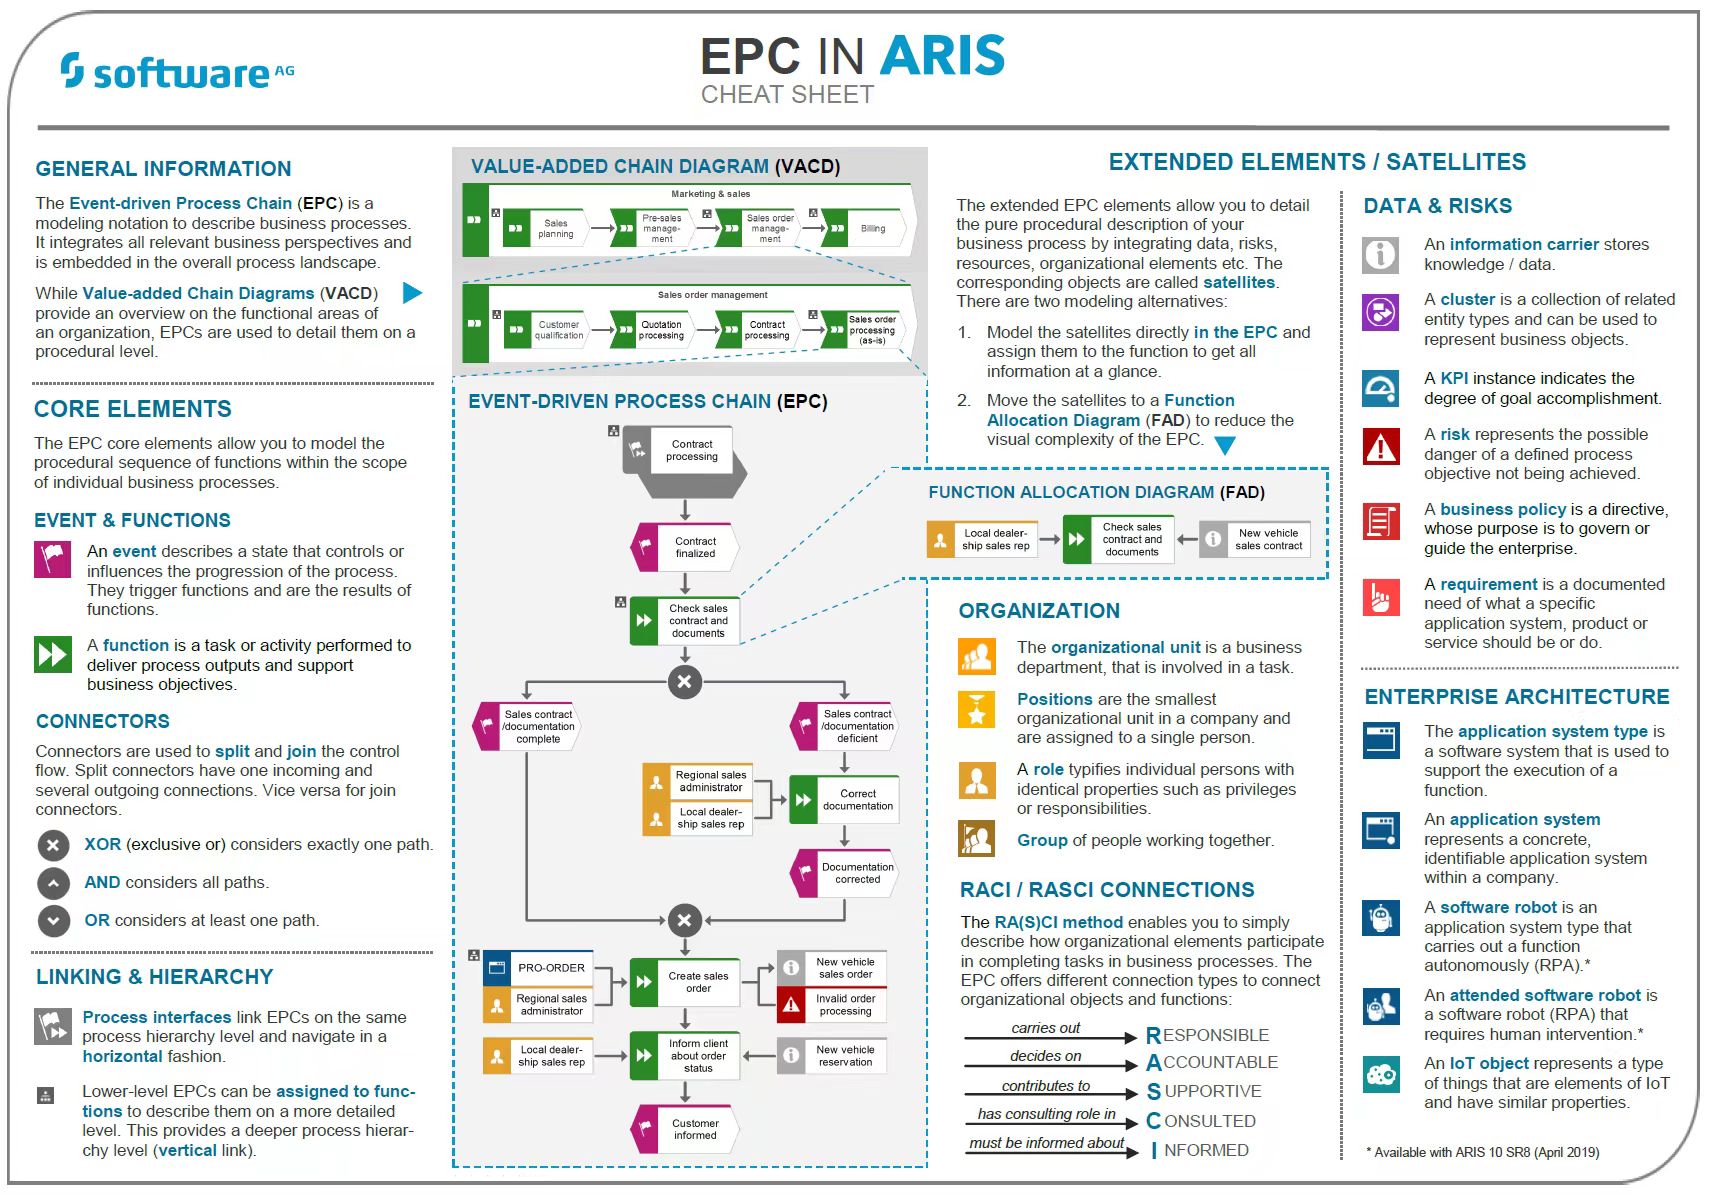 software AG
EPC IN ARIS
CHEAT SHEET
GENERAL INFORMATION
The Event-driven Process Chain (EPC) is a
modeling notation to describe business processes.
It integrates all relevant business perspectives and
is embedded in the overall process landscape.
While Value-added Chain Diagrams (VACD)
provide an overview on the functional areas of
an organization, EPCs are used to detail them on a
procedural level.
CORE ELEMENTS
The EPC core elements allow you to model the
procedural sequence of functions within the scope
of individual business processes.
EVENT & FUNCTIONS
An event describes a state that controls or
influences the progression of the process.
They trigger functions and are the results of
functions.
A function is a task or activity performed to
deliver process outputs and support
business objectives.
CONNECTORS
Connectors are used to split and join the control
flow. Split connectors have one incoming and
several outgoing connections. Vice versa for join
connectors.
XOR (exclusive or) considers exactly one path.
AND considers all paths.
OR considers at least one path.
LINKING & HIERARCHY
Process interfaces link EPCs on the same
process hierarchy level and navigate in a
horizontal fashion.
Lower-level EPCs can be assigned to func-
tions to describe them on a more detailed
level. This provides a deeper process hierar-
chy level (vertical link).
VALUE-ADDED CHAIN DIAGRAM (VACD)
Marketing & sales
Sales
planning
Pre-sales
manage-
ment
Sales order
manage-
ment
Billing
Sales order management
Customer
qualification
Quotation
processing
Contract
processing
Sales order
processing
(as-is)
EVENT-DRIVEN PROCESS CHAIN (EPC)
Contract
processing
Contract
finalized
Check sales
contract and
documents
Sales contract
/documentation
complete
Sales contract
/documentation
deficient
Regional sales
administrator
Local dealer-
ship sales rep
Correct
documentation
Documentation
corrected
PRO-ORDER
Regional sales
administrator
Create sales
order
New vehicle
sales order
Invalid order
processing
Local dealer-
ship sales rep
Inform client
about order
status
New vehicle
reservation
Customer
informed
EXTENDED ELEMENTS / SATELLITES
The extended EPC elements allow you to detail
the pure procedural description of your
business process by integrating data, risks,
resources, organizational elements etc. The
corresponding objects are called satellites.
There are two modeling alternatives:
1. Model the satellites directly in the EPC and
assign them to the function to get all
information at a glance.
2. Move the satellites to a Function
Allocation Diagram (FAD) to reduce the
visual complexity of the EPC.
FUNCTION ALLOCATION DIAGRAM (FAD)
Local dealer-
ship sales rep
Check sales
contract and
documents
New vehicle
sales contract
ORGANIZATION
The organizational unit is a business
department, that is involved in a task.
Positions are the smallest
organizational unit in a company and
are assigned to a single person.
A role typifies individual persons with
identical properties such as privileges
or responsibilities.
Group of people working together.
RACI / RASCI CONNECTIONS
The RA(S)CI method enables you to simply
describe how organizational elements participate
in completing tasks in business processes. The
EPC offers different connection types to connect
organizational objects and functions:
carries out RESPONSIBLE
decides on ACCOUNTABLE
contributes to SUPPORTIVE
has consulting role in CONSULTED
must be informed about INFORMED
DATA & RISKS
An information carrier stores
knowledge / data.
A cluster is a collection of related
entity types and can be used to
represent business objects.
A KPI instance indicates the
degree of goal accomplishment.
A risk represents the possible
danger of a defined process
objective not being achieved.
A business policy is a directive,
whose purpose is to govern or
guide the enterprise.
A requirement is a documented
need of what a specific
application system, product or
service should be or do.
ENTERPRISE ARCHITECTURE
The application system type is
a software system that is used to
support the execution of a
function.
An application system
represents a concrete,
identifiable application system
within a company.
A software robot is an
application system type that
carries out a function
autonomously (RPA).*
An attended software robot is
a software robot (RPA) that
requires human intervention.*
An IoT object represents a type
of things that are elements of IoT
and have similar properties.
* Available with ARIS 10 SR8 (April 2019)